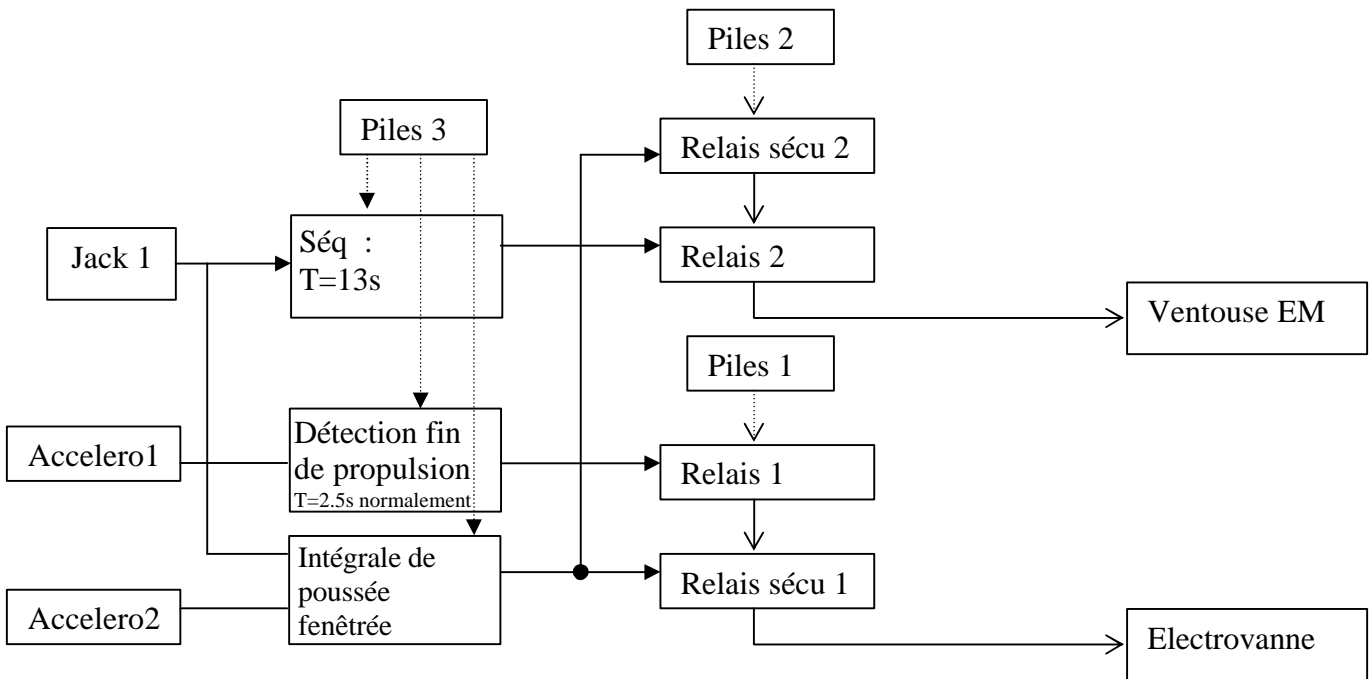 Piles 2
Piles 3
Relais sécu 2
Jack 1
Séq :
T=13s
Relais 2
Ventouse EM
Piles 1
Accelero1
Détection fin
de propulsion
T=2.5s normalement
Relais 1
Intégrale de
poussée
fenêtrée
Relais sécu 1
Accelero2
Electrovanne